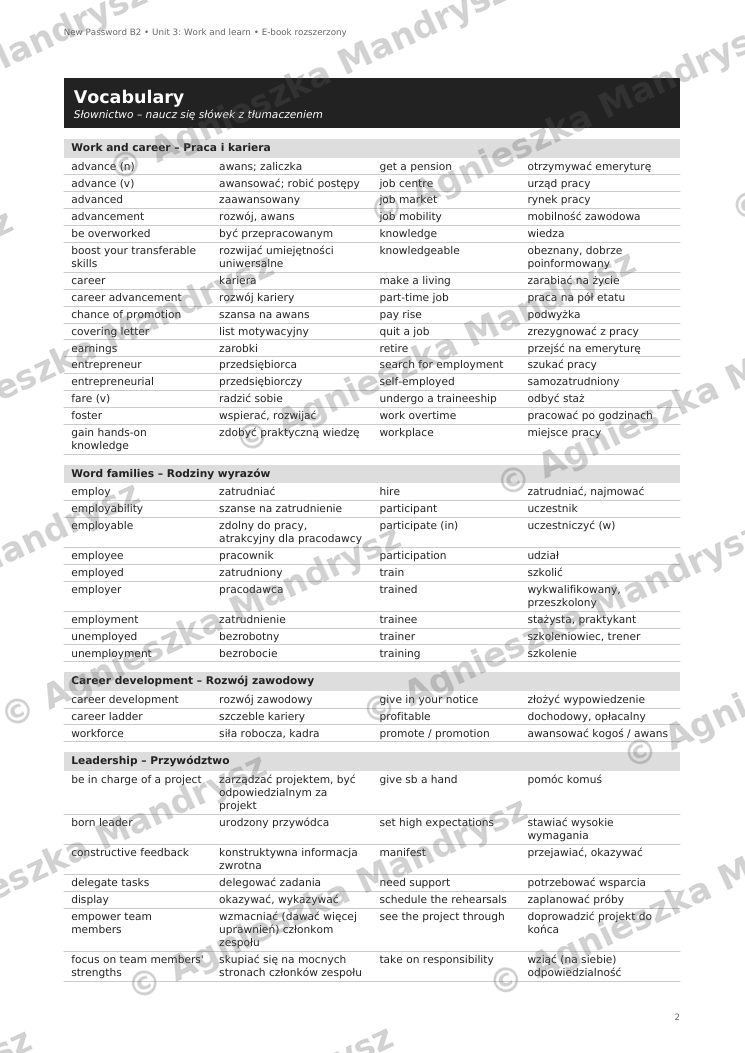 New Password B2 • Unit 3: Work and learn • E-book rozszerzony
Vocabulary
Słownictwo – naucz się słówek z tłumaczeniem
Work and career – Praca i kariera
advance (n) awans; zaliczka get a pension otrzymywać emeryturę
advance (v) awansować; robić postępy job centre urząd pracy
advanced zaawansowany job market rynek pracy
advancement rozwój, awans job mobility mobilność zawodowa
be overworked być przepracowanym knowledge wiedza
boost your transferable rozwijać umiejętności knowledgeable obeznany, dobrze
skills uniwersalne poinformowany
career kariera make a living zarabiać na życie
career advancement rozwój kariery part-time job praca na pół etatu
chance of promotion szansa na awans pay rise podwyżka
covering letter list motywacyjny quit a job zrezygnować z pracy
earnings zarobki retire przejść na emeryturę
entrepreneur przedsiębiorca search for employment szukać pracy
entrepreneurial przedsiębiorczy self-employed samozatrudniony
fare (v) radzić sobie undergo a traineeship odbyć staż
foster wspierać, rozwijać work overtime pracować po godzinach
gain hands-on zdobyć praktyczną wiedzę workplace miejsce pracy
knowledge
Word families – Rodziny wyrazów
employ zatrudniać hire zatrudniać, najmować
employability szanse na zatrudnienie participant uczestnik
employable zdolny do pracy, participate (in) uczestniczyć (w)
atrakcyjny dla pracodawcy
employee pracownik participation udział
employed zatrudniony train szkolić
employer pracodawca trained wykwalifikowany,
przeszkolony
employment zatrudnienie trainee stażysta, praktykant
unemployed bezrobotny trainer szkoleniowiec, trener
unemployment bezrobocie training szkolenie
Career development – Rozwój zawodowy
career development rozwój zawodowy give in your notice złożyć wypowiedzenie
career ladder szczeble kariery profitable dochodowy, opłacalny
workforce siła robocza, kadra promote / promotion awansować kogoś / awans
Leadership – Przywództwo
be in charge of a project zarządzać projektem, być give sb a hand pomóc komuś
odpowiedzialnym za
projekt
born leader urodzony przywódca set high expectations stawiać wysokie
wymagania
constructive feedback konstruktywna informacja manifest przejawiać, okazywać
zwrotna
delegate tasks delegować zadania need support potrzebować wsparcia
display okazywać, wykazywać schedule the rehearsals zaplanować próby
empower team wzmacniać (dawać więcej see the project through doprowadzić projekt do
members uprawnień) członkom końca
zespołu
focus on team members' skupiać się na mocnych take on responsibility wziąć (na siebie)
strengths stronach członków zespołu odpowiedzialność
2
© Agnieszka Mandrysz